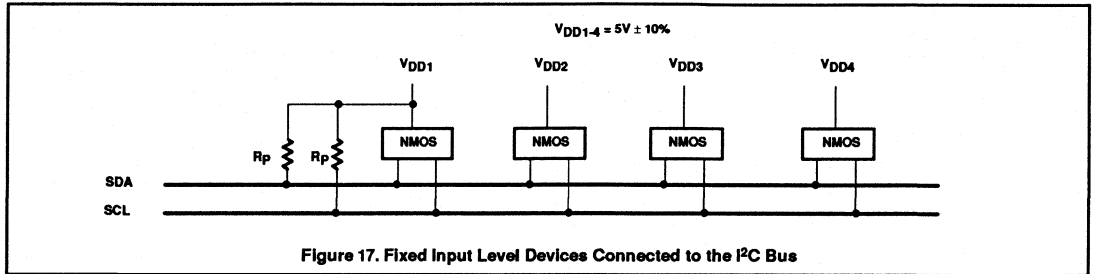 VDD1-4 = 5V ± 10%
VDD1 VDD2 VDD3 VDD4
NMOS NMOS NMOS NMOS
RP RP
SDA
SCL
Figure 17. Fixed Input Level Devices Connected to the I²C Bus